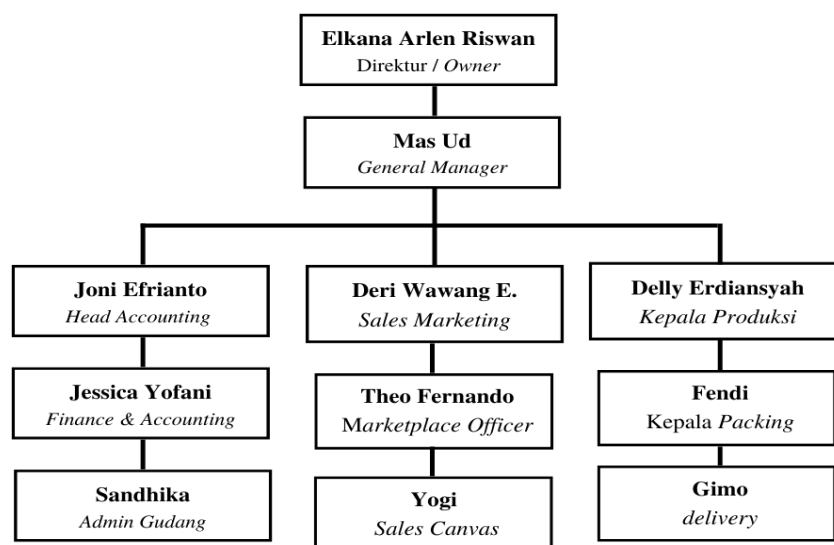 Elkana Arlen Riswan
Direktur / Owner
Mas Ud
General Manager
Joni Efrianto
Head Accounting
Deri Wawang E.
Sales Marketing
Delly Erdiansyah
Kepala Produksi
Jessica Yofani
Finance & Accounting
Theo Fernando
Marketplace Officer
Fendi
Kepala Packing
Sandhika
Admin Gudang
Yogi
Sales Canvas
Gimo
delivery